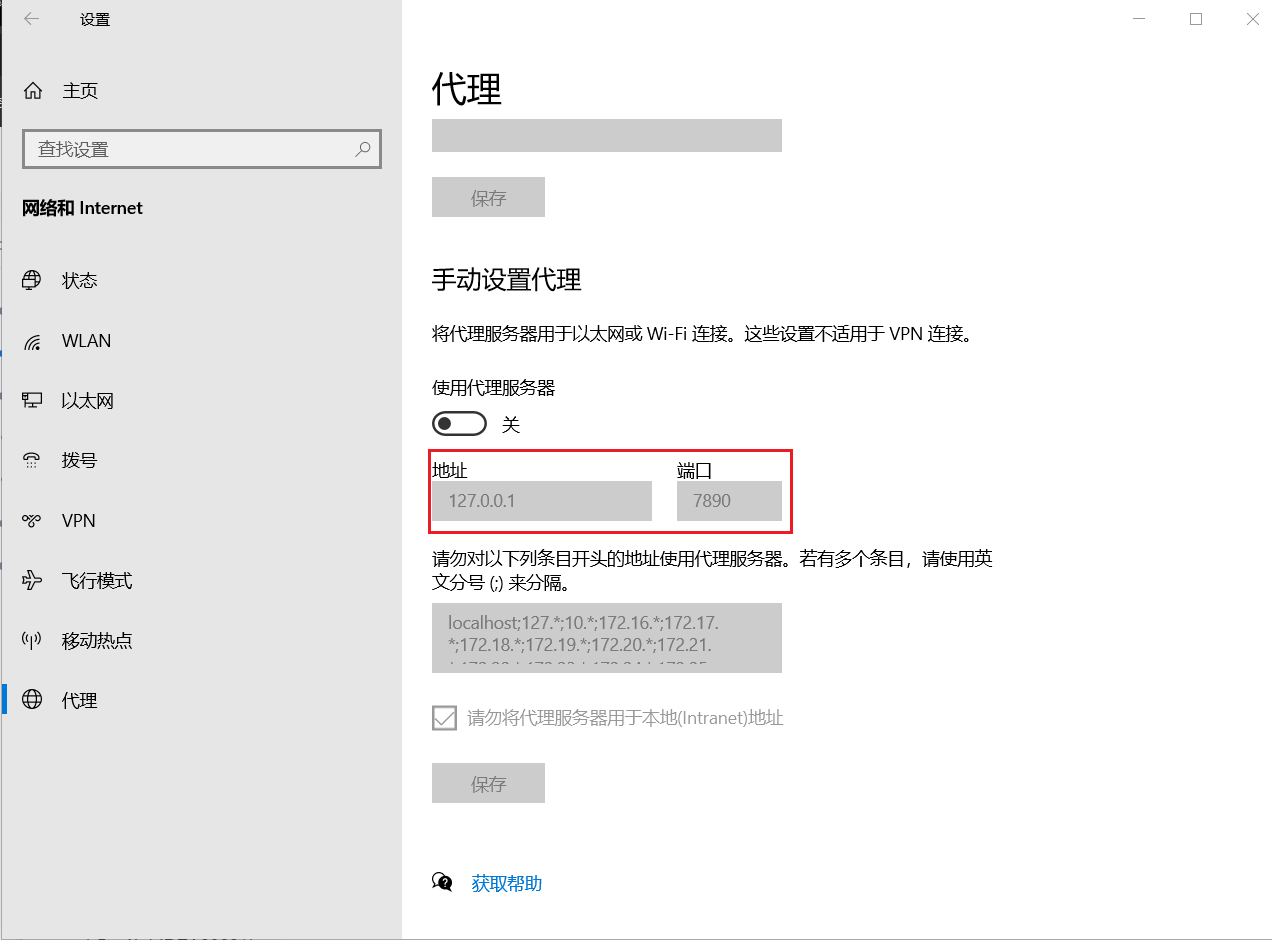 设置
主页
查找设置
网络和 Internet
状态
WLAN
以太网
拨号
VPN
飞行模式
移动热点
代理
代理
保存
手动设置代理
将代理服务器用于以太网或 Wi-Fi 连接。这些设置不适用于 VPN 连接。
使用代理服务器
关
地址 端口
127.0.0.1 7890
请勿对以下列条目开头的地址使用代理服务器。若有多个条目，请使用英
文分号 (;) 来分隔。
localhost;127.*;10.*;172.16.*;172.17.
*;172.18.*;172.19.*;172.20.*;172.21.
请勿将代理服务器用于本地(Intranet)地址
保存
获取帮助